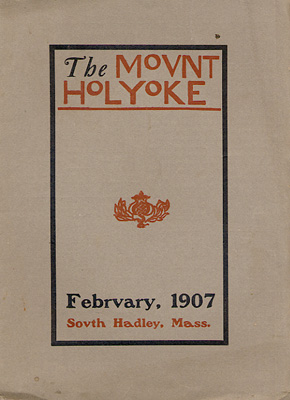 The MOVNT
HOLYOKE
Febrvary, 1907
Sovth Hadley, Mass.